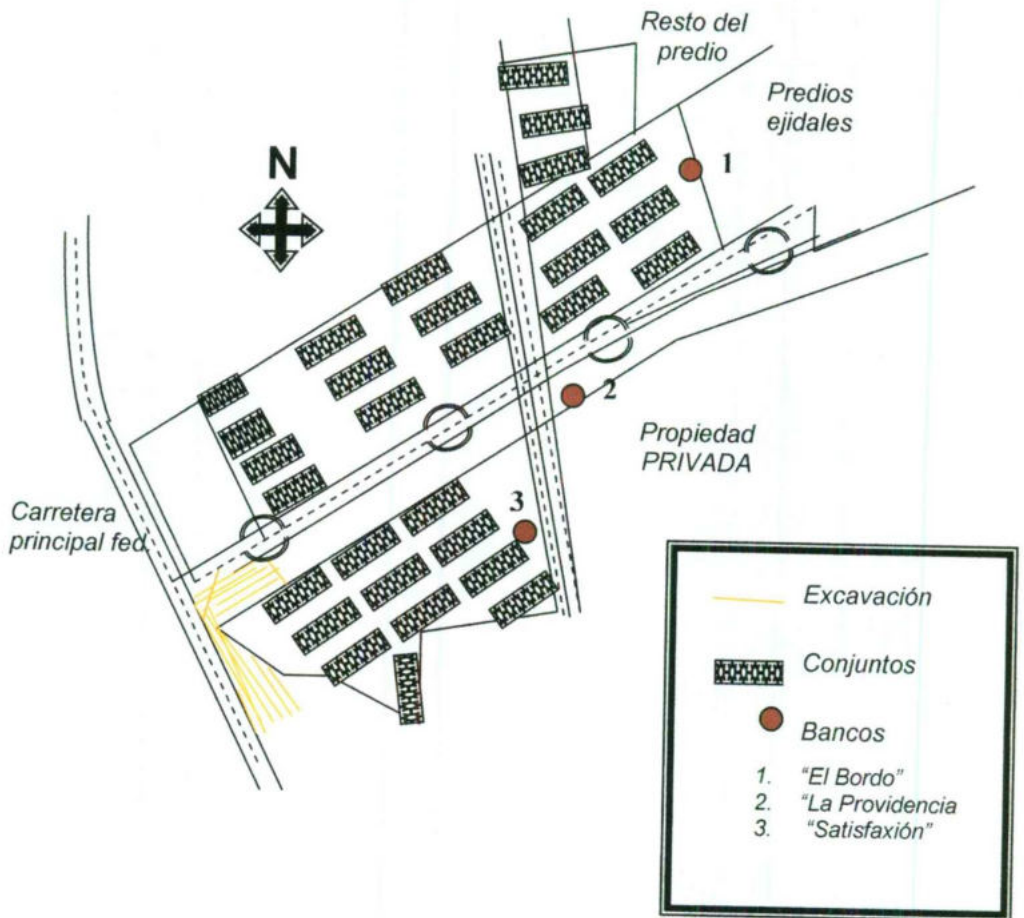 Resto del
predio
Predios
ejidales
N
1
2
Propiedad
PRIVADA
3
Carretera
principal fed.
Excavación
Conjuntos
Bancos
1. "El Bordo"
2. "La Providencia
3. "Satisfaxión"